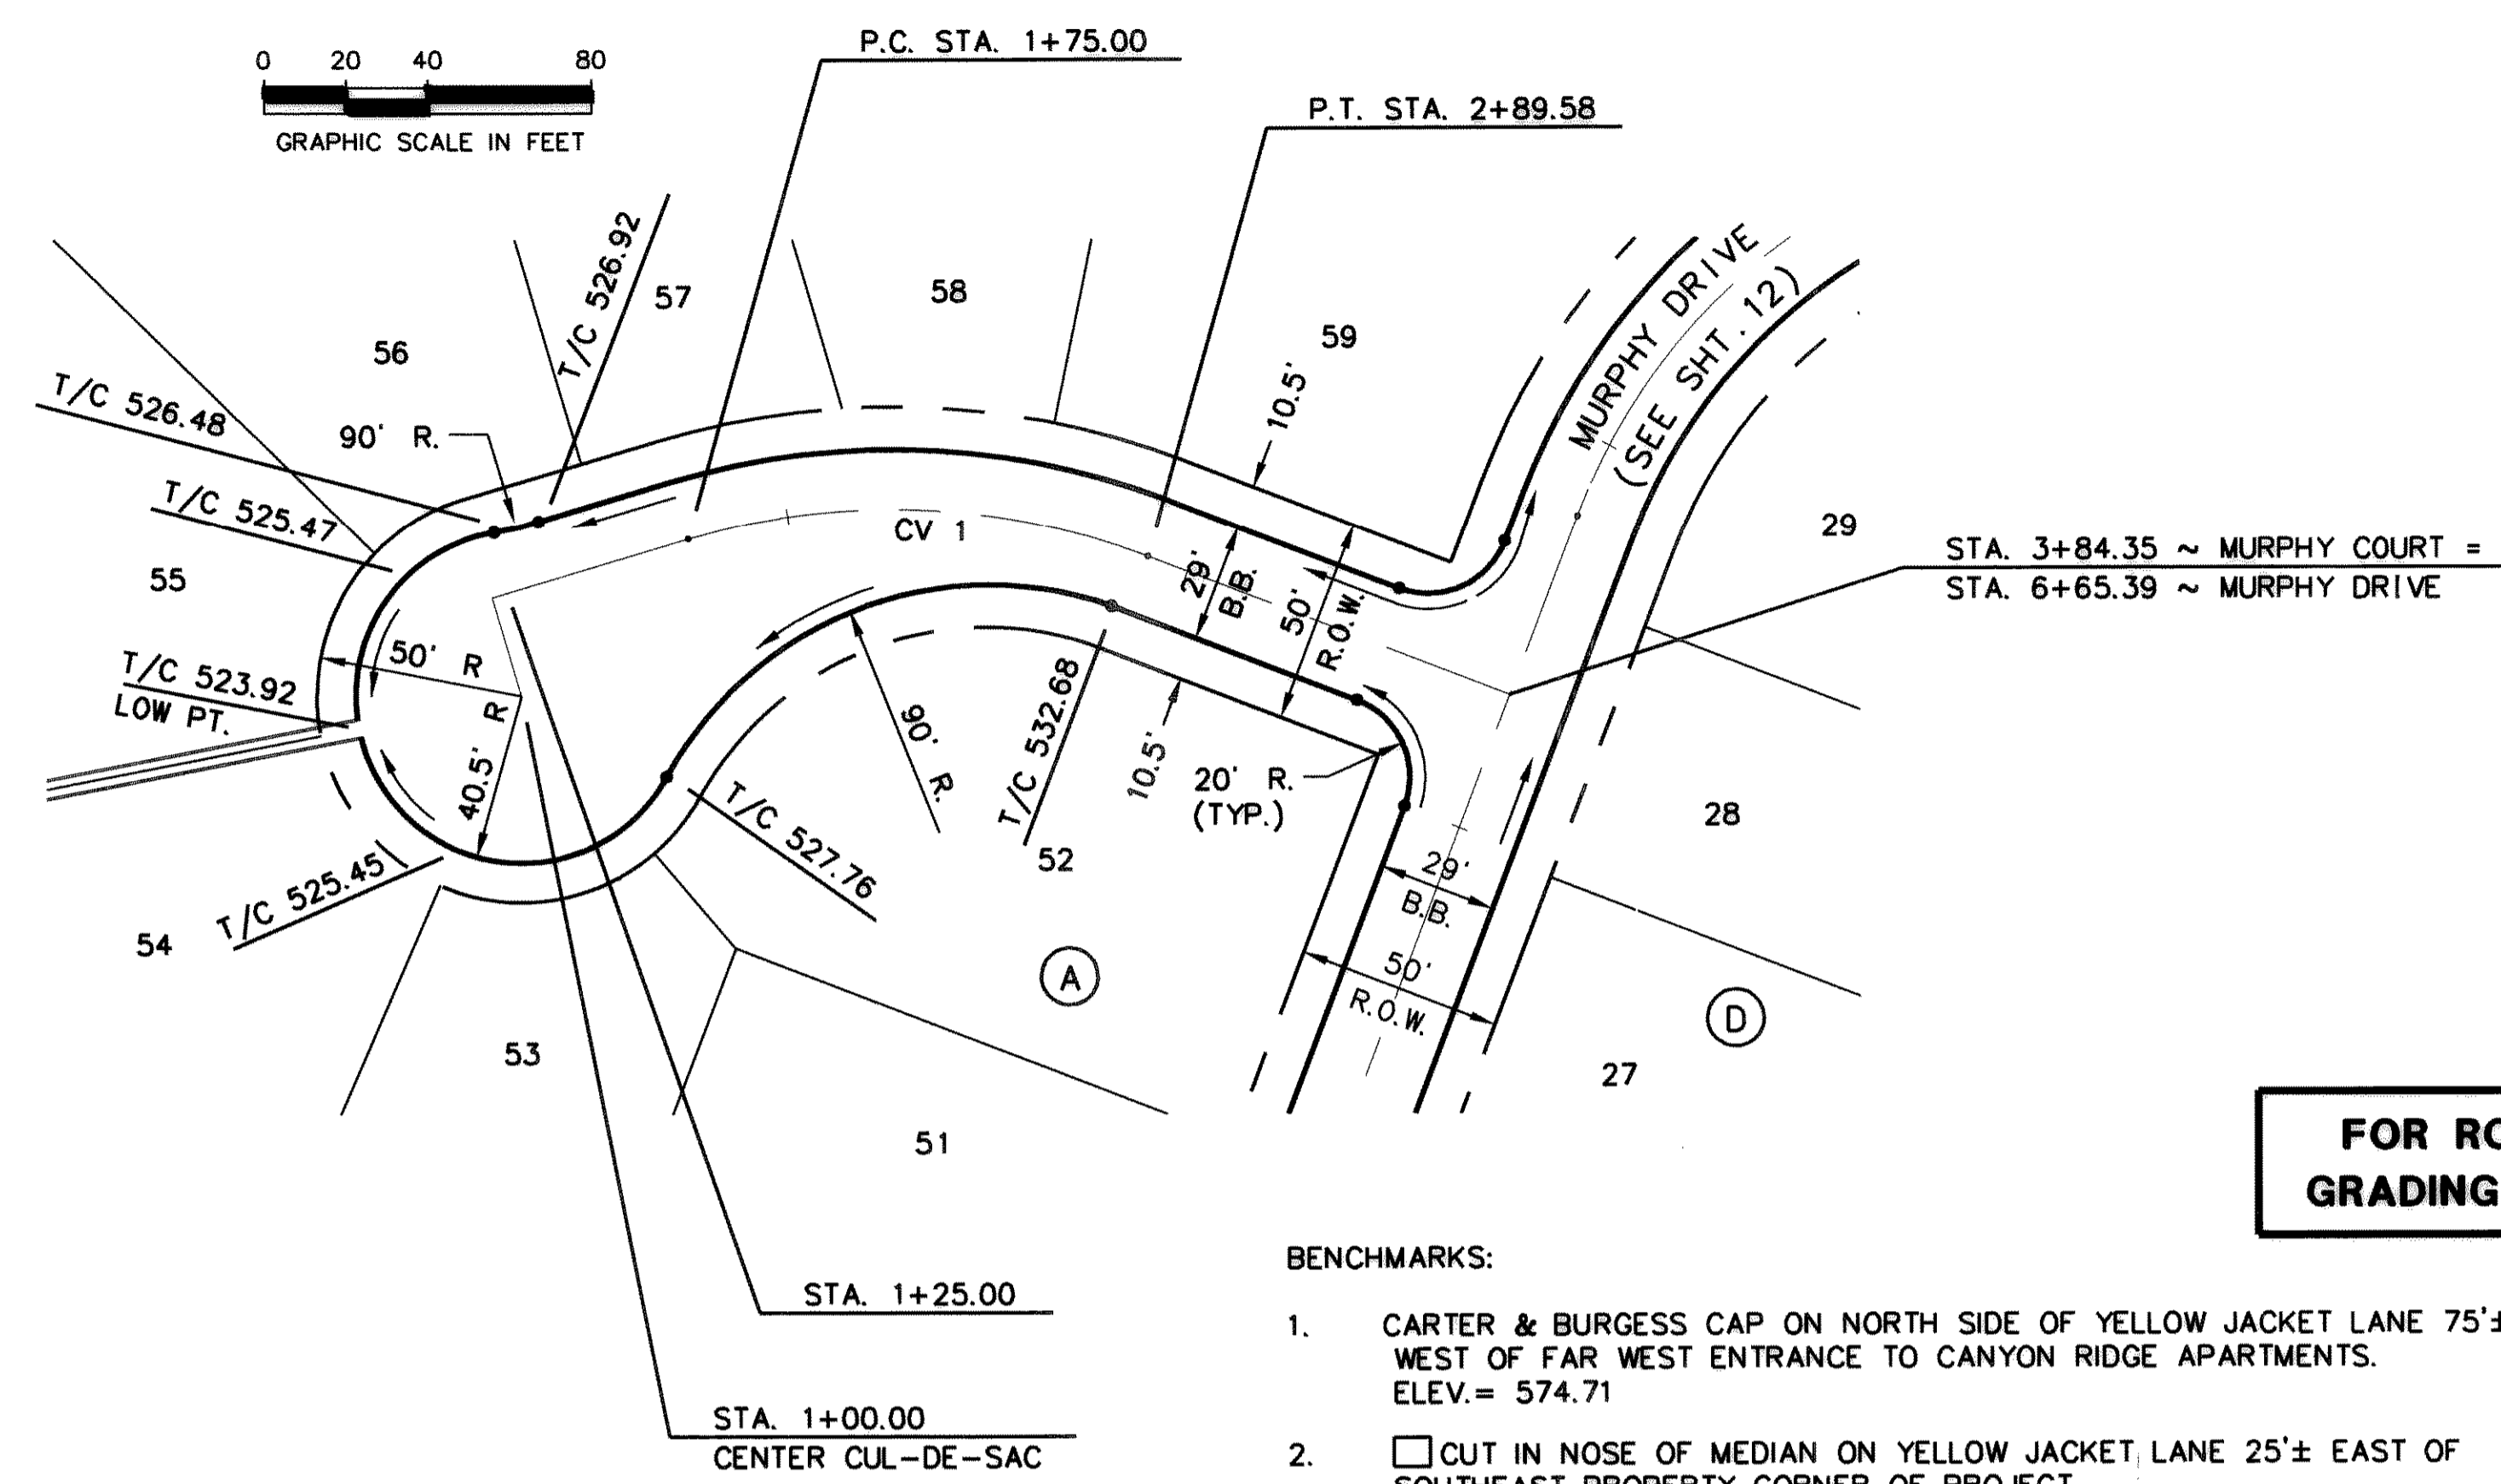 0 20 40 80
GRAPHIC SCALE IN FEET
P.C. STA. 1+75.00
P.T. STA. 2+89.58
T/C 526.92
57
58
59
56
T/C 526.48
90' R.
T/C 525.47
55
50' R
T/C 523.92
LOW PT.
R
40.5'
T/C 525.45
54
53
CV 1
10.5'
29'
B.B.
50'
R.O.W.
MURPHY DRIVE
(SEE SHT. 12)
29
STA. 3+84.35 ~ MURPHY COURT =
STA. 6+65.39 ~ MURPHY DRIVE
90' R.
T/C 532.68
10.5'
20' R.
(TYP.)
T/C 527.76
52
28
29'
B.B.
50'
R.O.W.
A
D
27
51
STA. 1+25.00
STA. 1+00.00
CENTER CUL-DE-SAC
FOR
GRADING
BENCHMARKS:
1. CARTER & BURGESS CAP ON NORTH SIDE OF YELLOW JACKET LANE 75'±
WEST OF FAR WEST ENTRANCE TO CANYON RIDGE APARTMENTS.
ELEV.= 574.71
2. CUT IN NOSE OF MEDIAN ON YELLOW JACKET LANE 25'± EAST OF
SOUTHEAST PROPERTY CORNER OF PROJECT